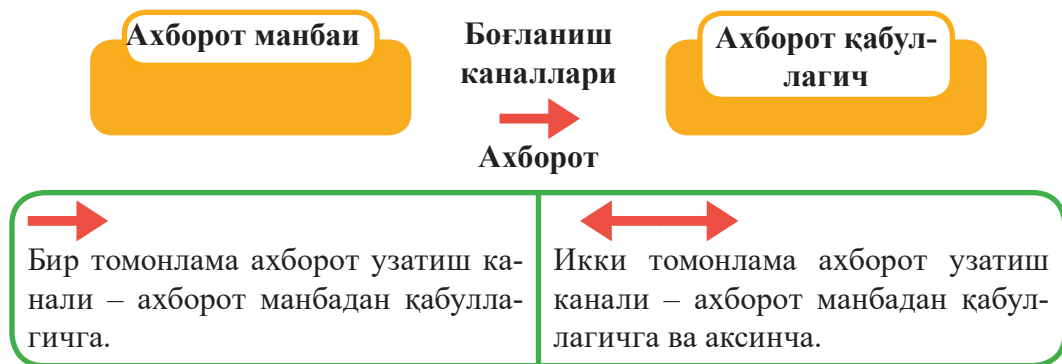 Ахборот манбаи
Боғланиш
каналлари
Ахборот
Ахборот қабул-
лагич
Бир томонлама ахборот узатиш ка-
нали – ахборот манбадан қабулла-
гичга.
Икки томонлама ахборот узатиш
канали – ахборот манбадан қабул-
лагичга ва аксинча.